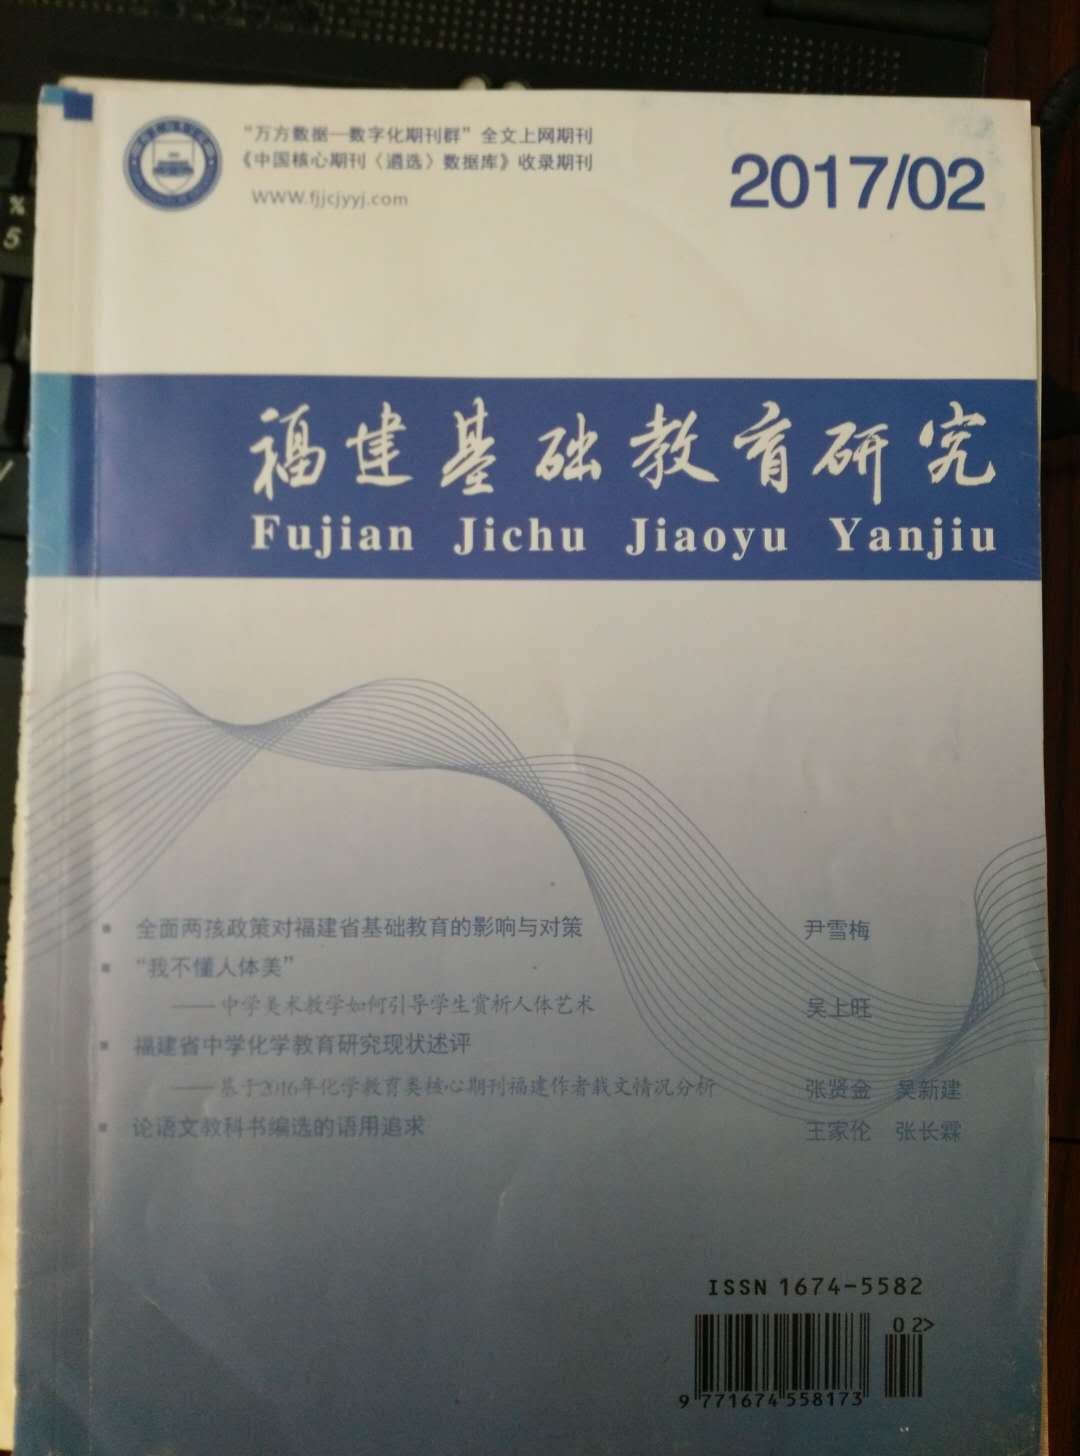 “万方数据—数字化期刊群”全文上网期刊
《中国核心期刊（遴选）数据库》收录期刊
www.fjjcjyyj.com
2017/02
福建基础教育研究
Fujian Jichu Jiaoyu Yanjiu
全面两孩政策对福建省基础教育的影响与对策 尹雪梅
“我不懂人体美”
——中学美术教学如何引导学生赏析人体艺术 吴上旺
福建省中学化学教育研究现状述评
——基于2016年化学教育类核心期刊福建作者载文情况分析 张贤金 吴新建
论语文教科书编选的语用追求 王家伦 张长霖
ISSN 1674-5582
02>
9 771674 558173
%
5